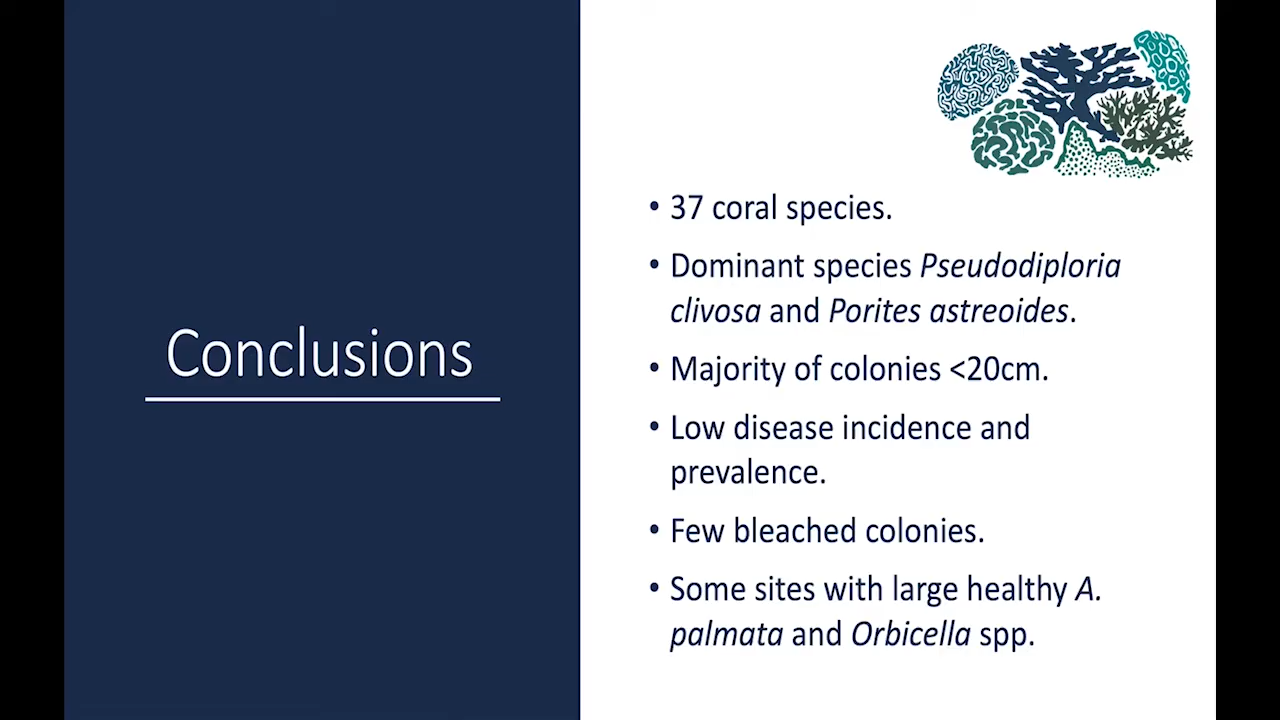 Conclusions
• 37 coral species.
• Dominant species Pseudodiploria
clivosa and Porites astreoides.
• Majority of colonies <20cm.
• Low disease incidence and
prevalence.
• Few bleached colonies.
• Some sites with large healthy A.
palmata and Orbicella spp.